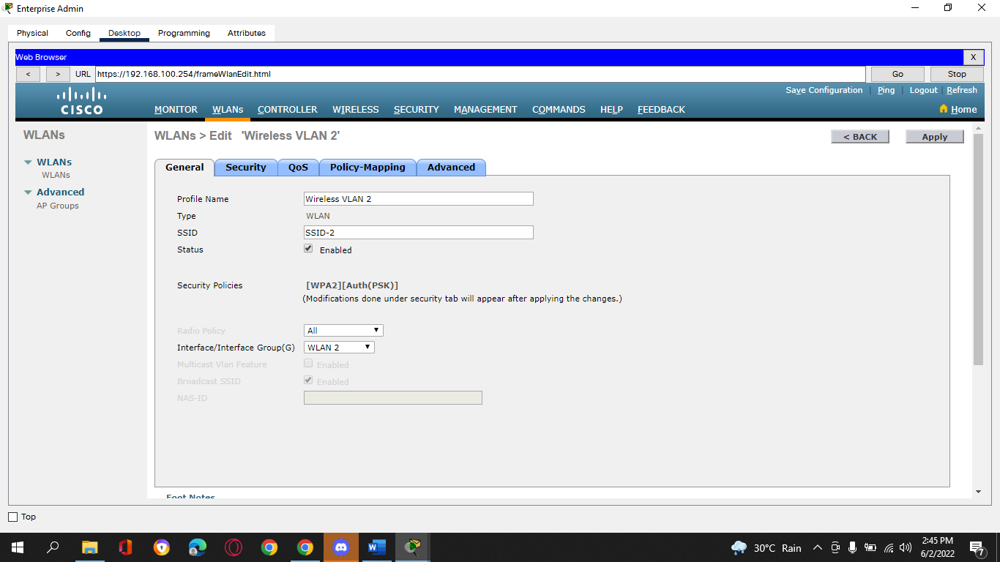 Enterprise Admin
Physical Config Desktop Programming Attributes
Web Browser X
< > URL https://192.168.100.254/frameWlanEdit.html Go Stop
Save Configuration | Ping | Logout | Refresh
CISCO MONITOR WLANs CONTROLLER WIRELESS SECURITY MANAGEMENT COMMANDS HELP FEEDBACK Home
WLANs
WLANs
WLANs
Advanced
AP Groups
WLANs > Edit 'Wireless VLAN 2' < BACK Apply
General Security QoS Policy-Mapping Advanced
Profile Name Wireless VLAN 2
Type WLAN
SSID SSID-2
Status Enabled
Security Policies [WPA2][Auth(PSK)]
(Modifications done under security tab will appear after applying the changes.)
Radio Policy All
Interface/Interface Group(G) WLAN 2
Multicast Vlan Feature Enabled
Broadcast SSID Enabled
NAS-ID
Foot Notes
Top
30°C Rain 2:45 PM
6/2/2022 7